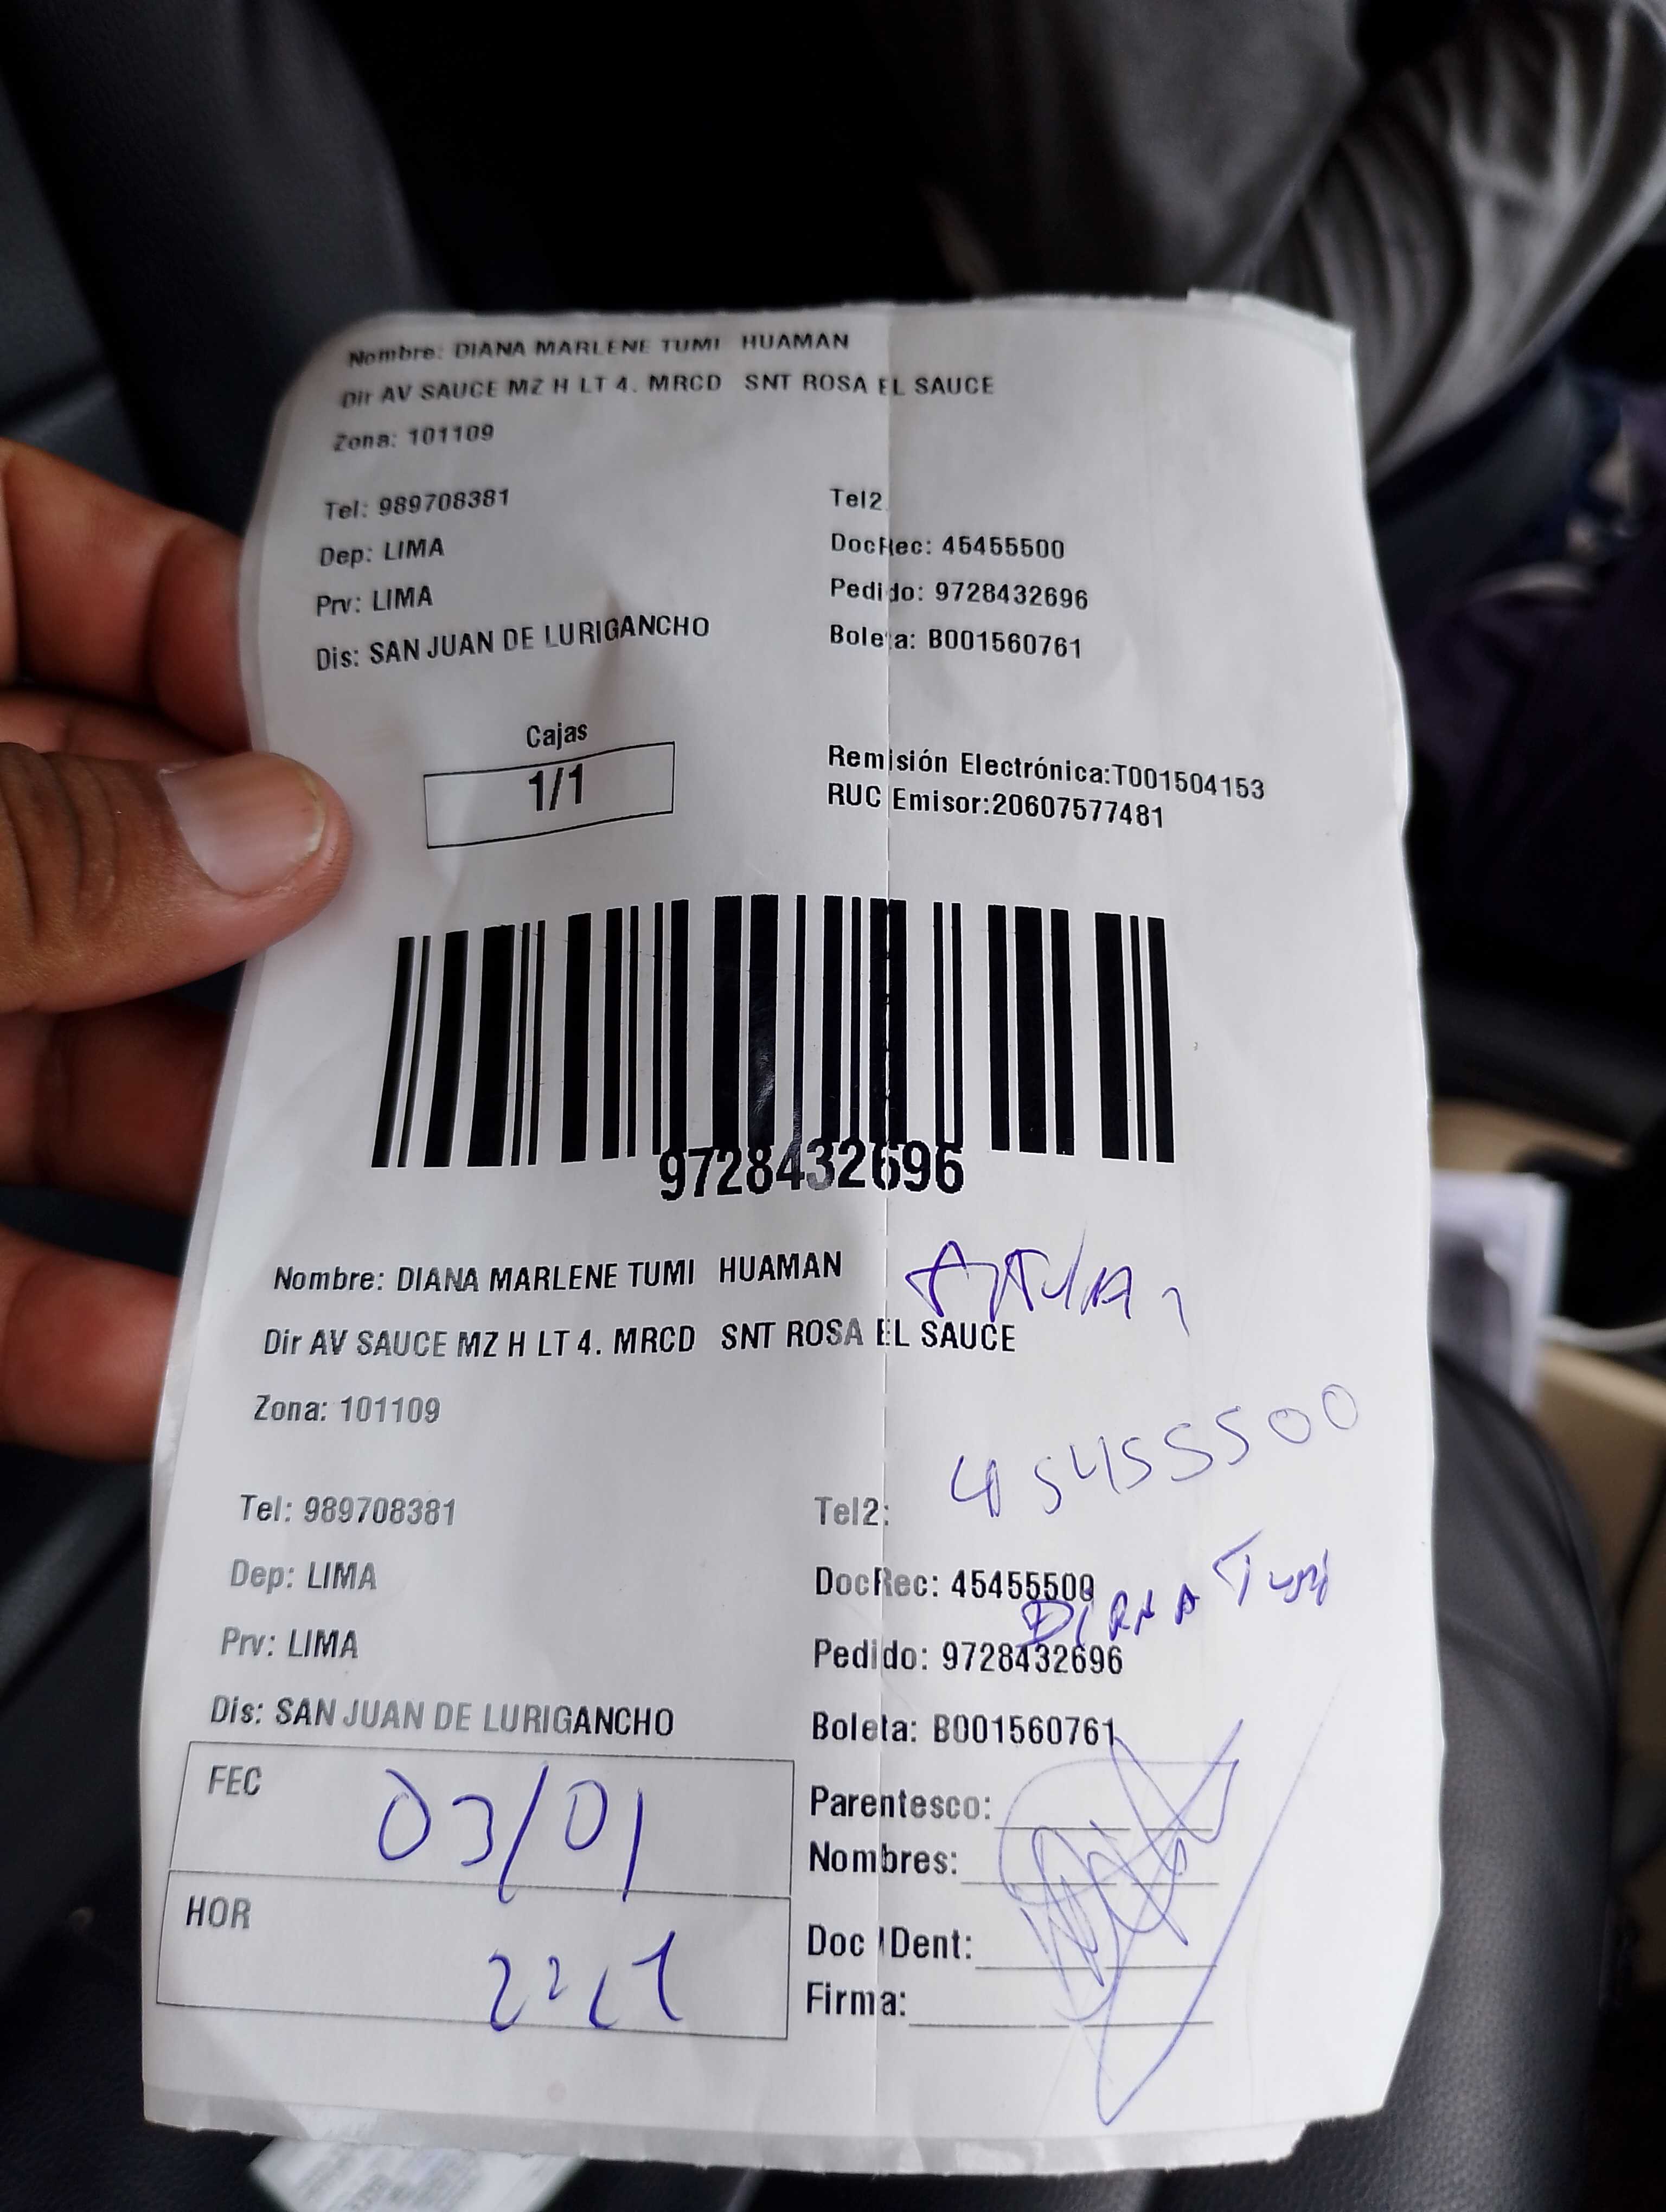 Nombre: DIANA MARLENE TUMI HUAMAN
Dir AV SAUCE MZ H LT 4. MRCD SNT ROSA EL SAUCE
Zona: 101109
Tel: 989708381 Tel2
Dep: LIMA DocRec: 45455500
Prv: LIMA Pedido: 9728432696
Dis: SAN JUAN DE LURIGANCHO Boleta: B001560761
Cajas
1/1
Remisión Electrónica:T001504153
RUC Emisor:20607577481
9728432696
Nombre: DIANA MARLENE TUMI HUAMAN
Dir AV SAUCE MZ H LT 4. MRCD SNT ROSA EL SAUCE
Zona: 101109
45455500
Tel: 989708381 Tel2:
Dep: LIMA DocRec: 45455500
DIANA Tumi
Prv: LIMA Pedido: 9728432696
Dis: SAN JUAN DE LURIGANCHO Boleta: B001560761
FEC 03/01
Parentesco:
Nombres:
HOR
Doc IDent:
Firma: